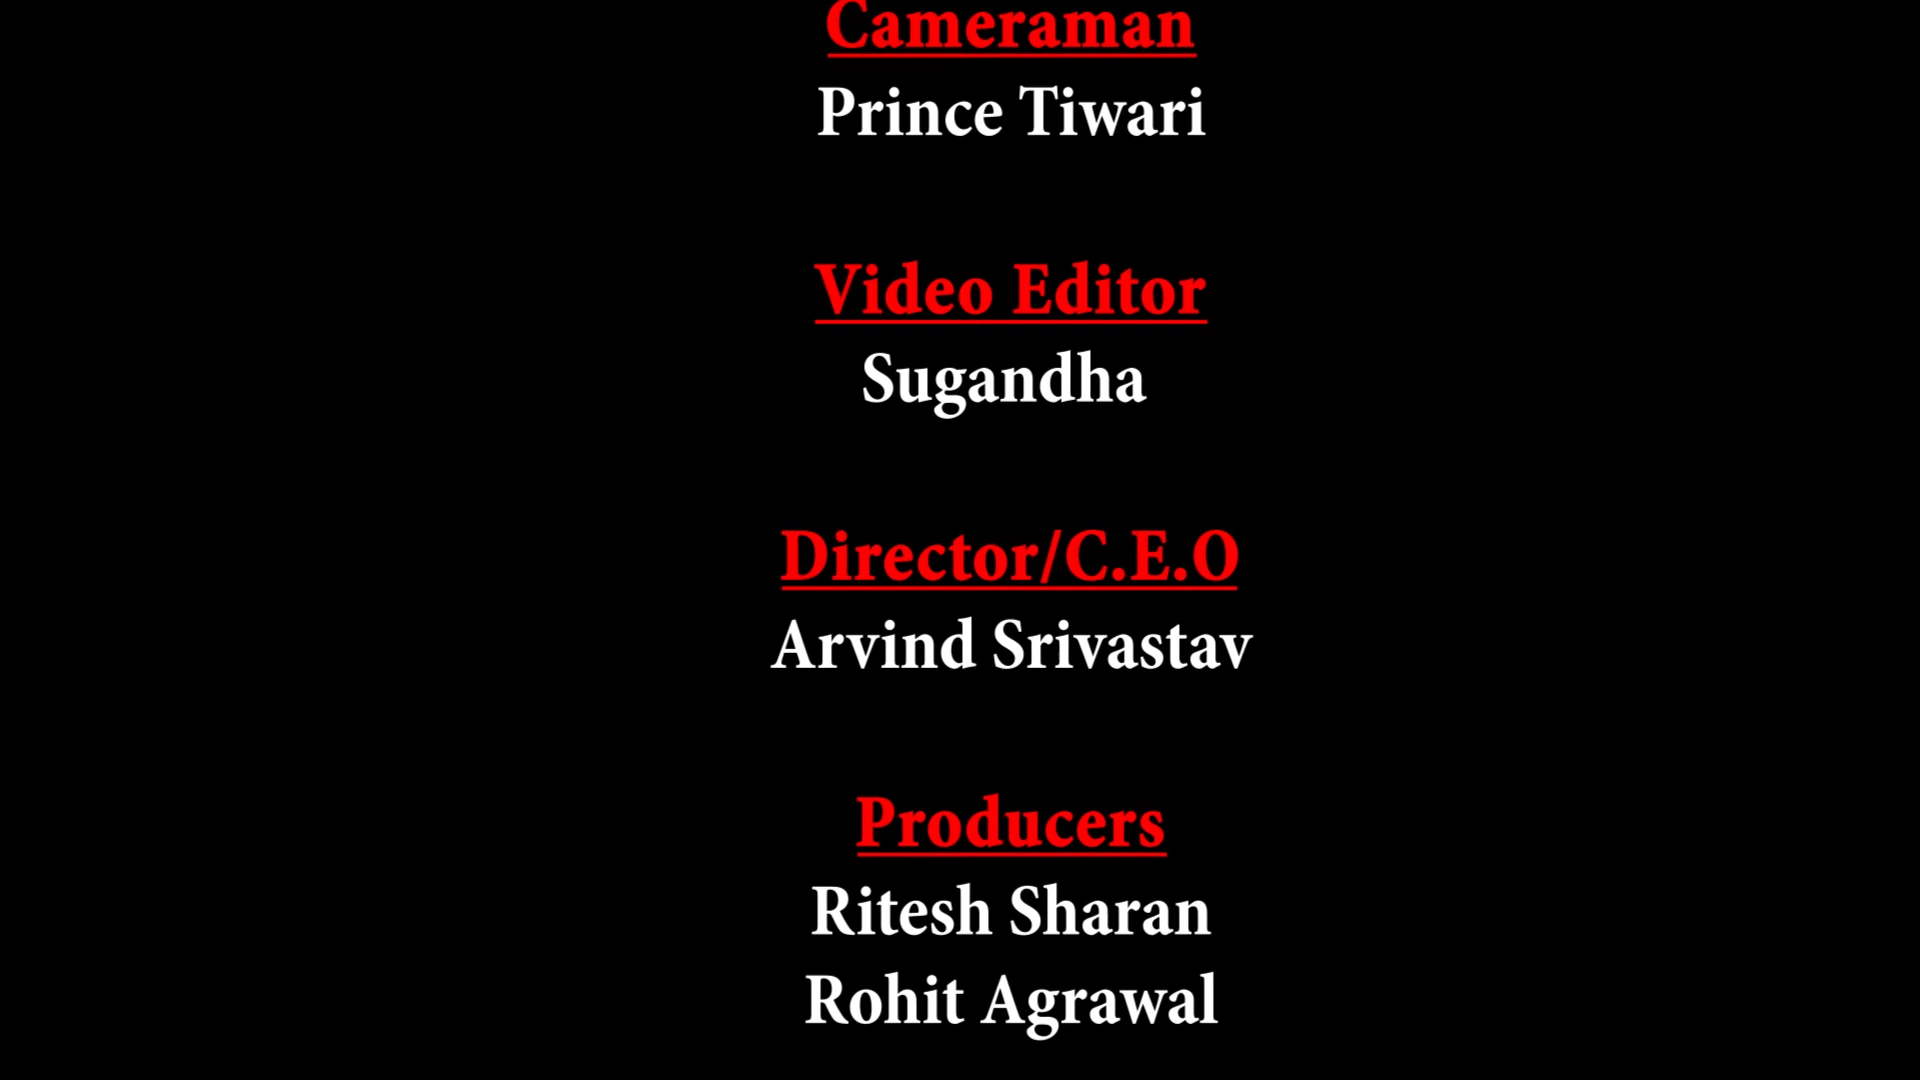 Cameraman
Prince Tiwari
Video Editor
Sugandha
Director/C.E.O
Arvind Srivastav
Producers
Ritesh Sharan
Rohit Agrawal